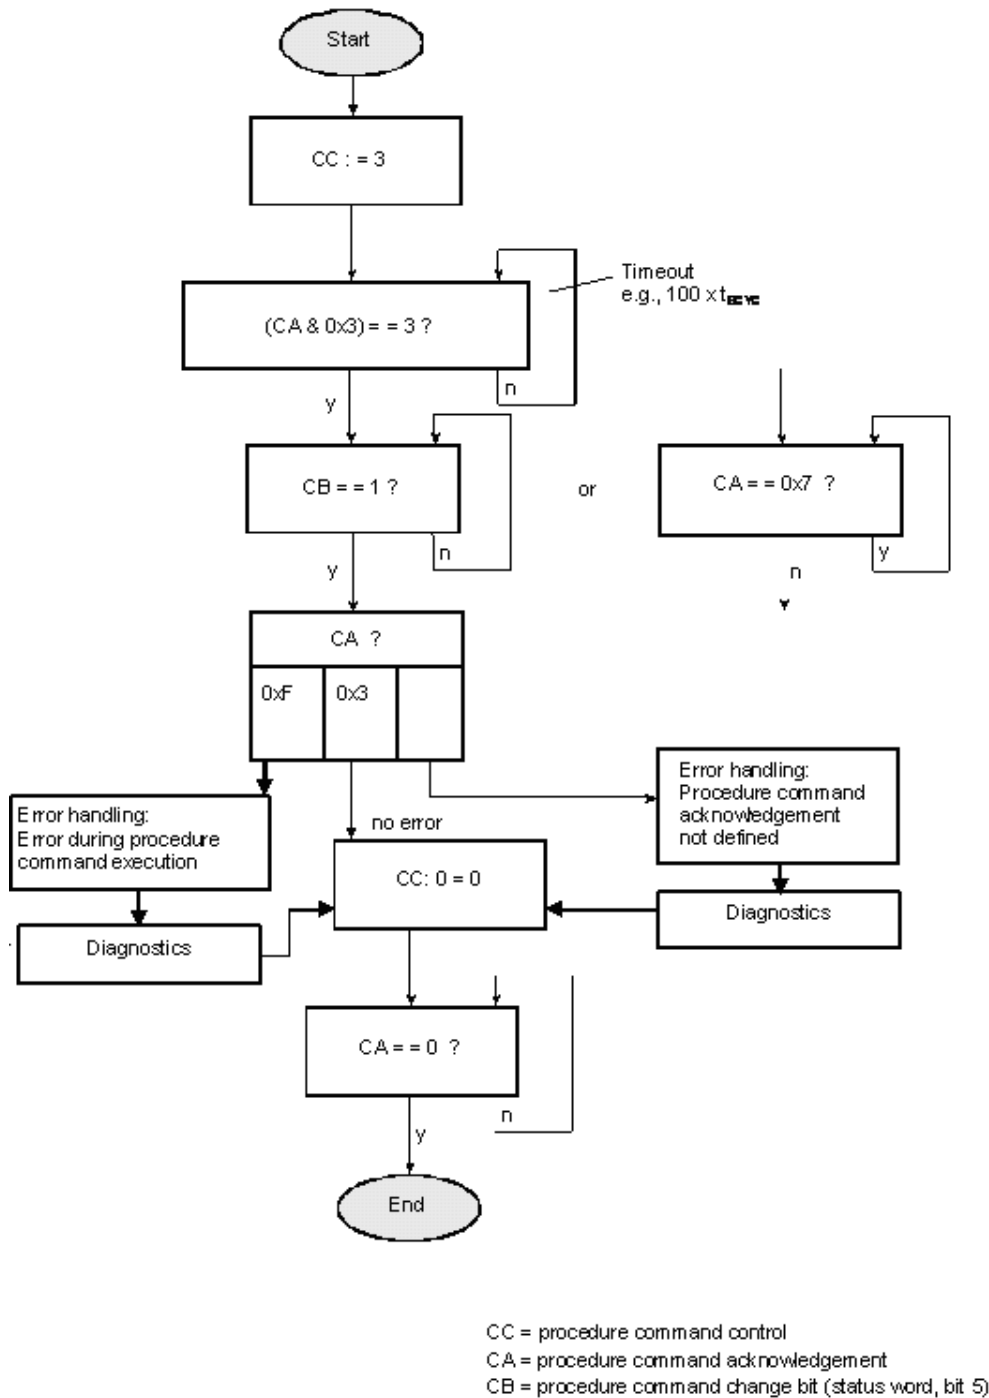 Start
CC : = 3
Timeout
e.g., 100 x t
(CA & 0x3) = = 3 ?
n
y
CB = = 1 ?
or
CA = = 0x7 ?
n
y
y
n
CA ?
0xF
0x3
Error handling:
Procedure command
acknowledgement
not defined
Error handling:
Error during procedure
command execution
no error
CC: 0 = 0
Diagnostics
Diagnostics
CA = = 0 ?
n
y
End
CC = procedure command control
CA = procedure command acknowledgement
CB = procedure command change bit (status word, bit 5)